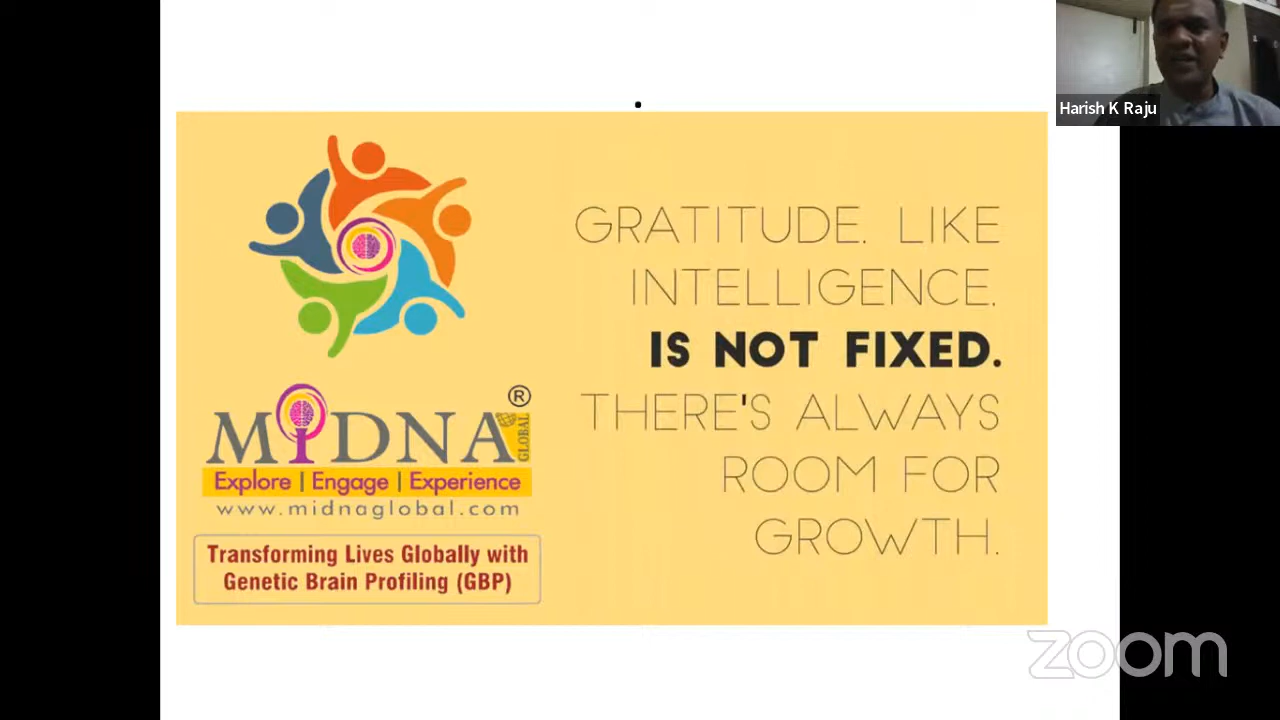 Harish K Raju
GRATITUDE. LIKE
INTELLIGENCE.
IS NOT FIXED.
THERE'S ALWAYS
ROOM FOR
GROWTH.
MiDNA ®
GLOBAL
Explore | Engage | Experience
www.midnaglobal.com
Transforming Lives Globally with
Genetic Brain Profiling (GBP)
zoom